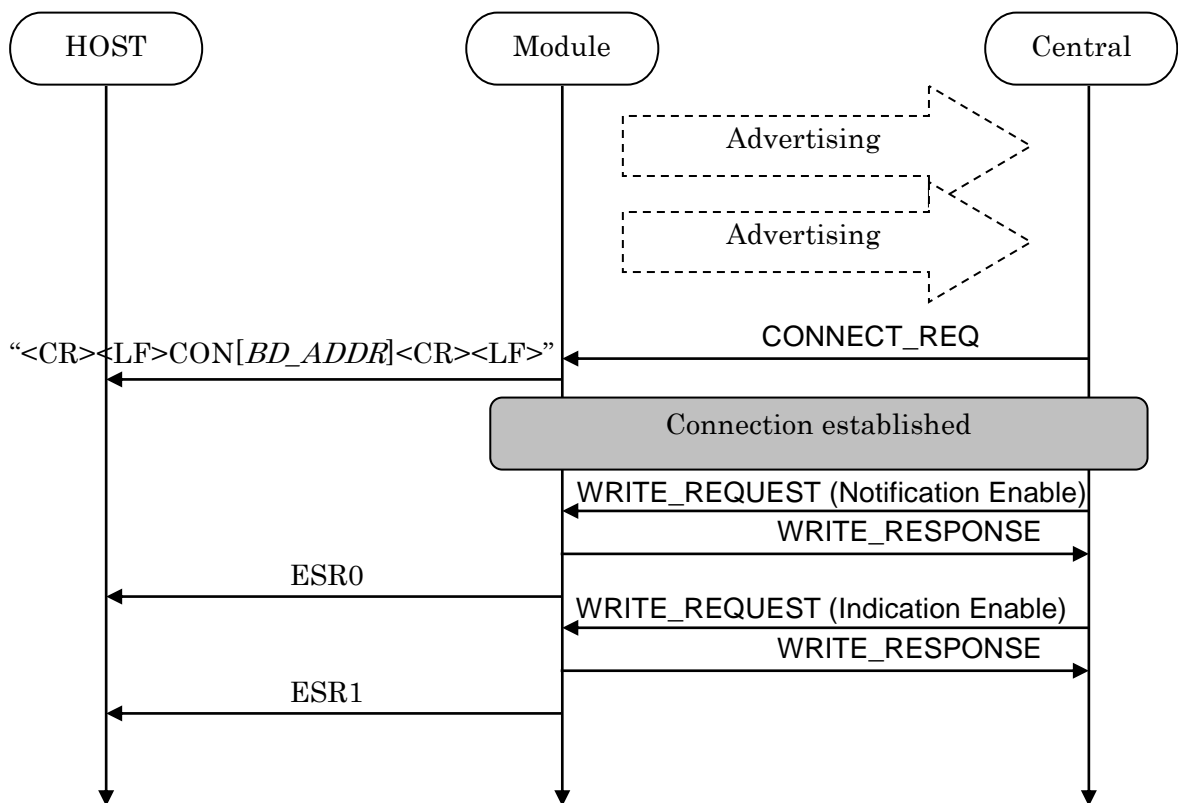 HOST
Module
Central
Advertising
Advertising
CONNECT_REQ
“<CR><LF>CON[BD_ADDR]<CR><LF>”
Connection established
WRITE_REQUEST (Notification Enable)
WRITE_RESPONSE
ESR0
WRITE_REQUEST (Indication Enable)
WRITE_RESPONSE
ESR1